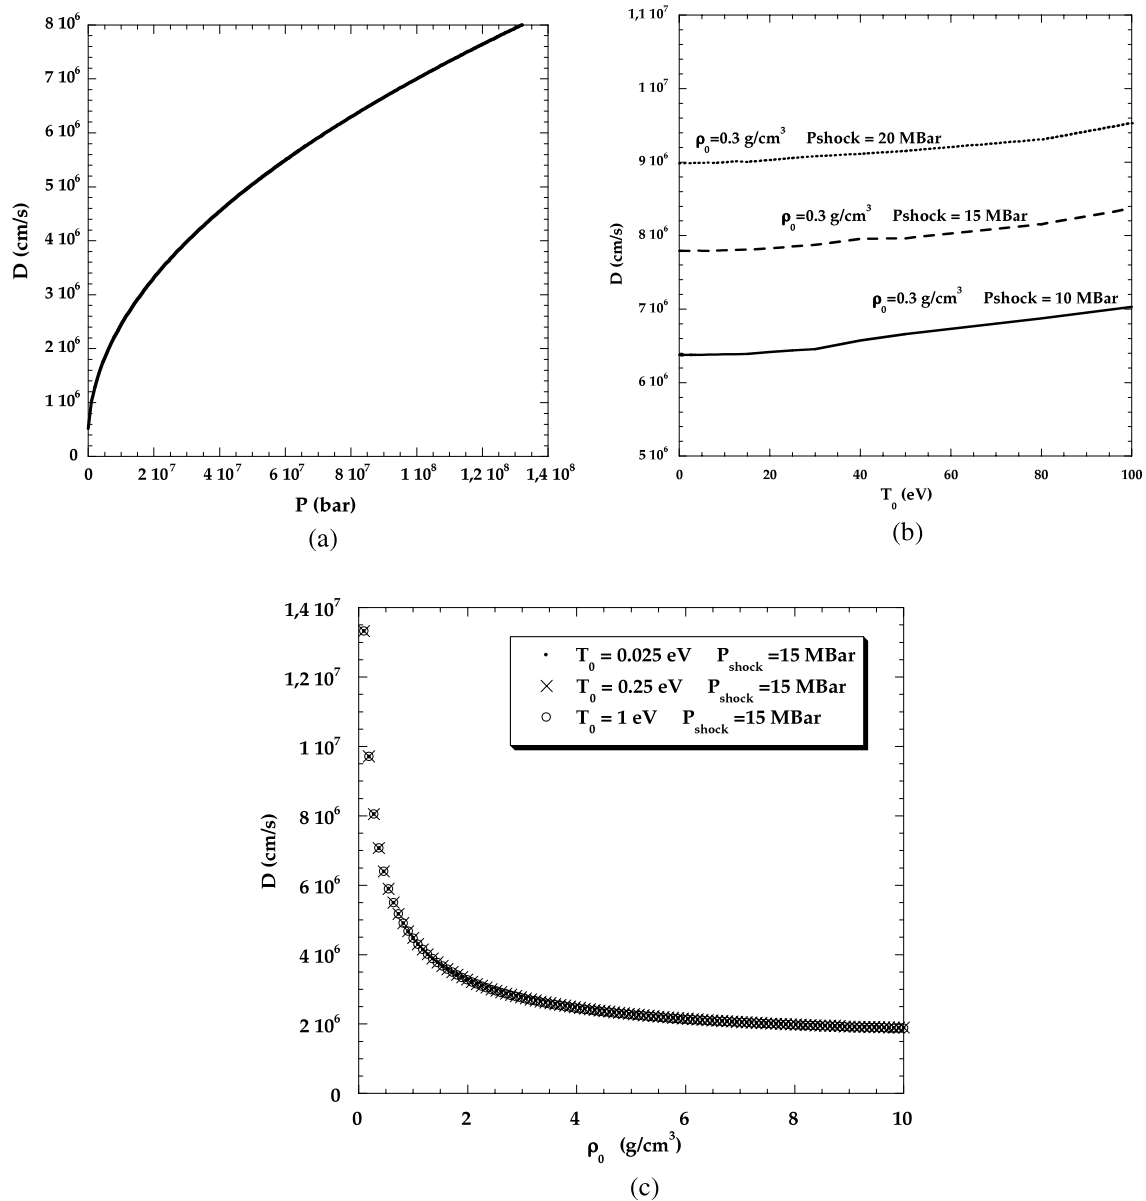 8 10⁶
7 10⁶
6 10⁶
5 10⁶
4 10⁶
3 10⁶
2 10⁶
1 10⁶
0
D (cm/s)
0 2 10⁷ 4 10⁷ 6 10⁷ 8 10⁷ 1 10⁸ 1,2 10⁸ 1,4 10⁸
P (bar)
(a)
1,1 10⁷
1 10⁷
9 10⁶
8 10⁶
7 10⁶
6 10⁶
5 10⁶
D (cm/s)
ρ₀=0.3 g/cm³ Pshock = 20 MBar
ρ₀=0.3 g/cm³ Pshock = 15 MBar
ρ₀=0.3 g/cm³ Pshock = 10 MBar
0 20 40 60 80 100
T₀ (eV)
(b)
1,4 10⁷
1,2 10⁷
1 10⁷
8 10⁶
6 10⁶
4 10⁶
2 10⁶
0
D (cm/s)
T₀ = 0.025 eV P_shock =15 MBar
T₀ = 0.25 eV P_shock =15 MBar
T₀ = 1 eV P_shock =15 MBar
0 2 4 6 8 10
ρ₀ (g/cm³)
(c)